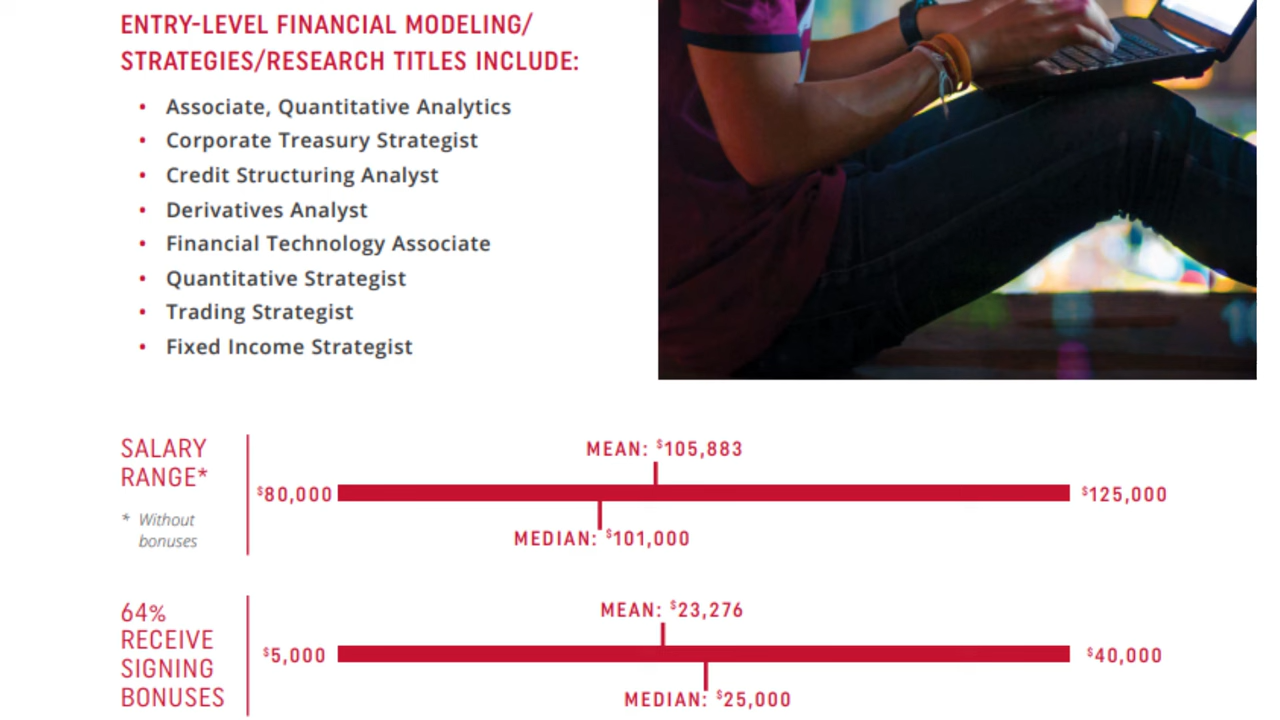 ENTRY-LEVEL FINANCIAL MODELING/
STRATEGIES/RESEARCH TITLES INCLUDE:
• Associate, Quantitative Analytics
• Corporate Treasury Strategist
• Credit Structuring Analyst
• Derivatives Analyst
• Financial Technology Associate
• Quantitative Strategist
• Trading Strategist
• Fixed Income Strategist
SALARY
RANGE*
* Without
bonuses
MEAN: $105,883
$80,000
$125,000
MEDIAN: $101,000
64%
RECEIVE
SIGNING
BONUSES
MEAN: $23,276
$5,000
$40,000
MEDIAN: $25,000